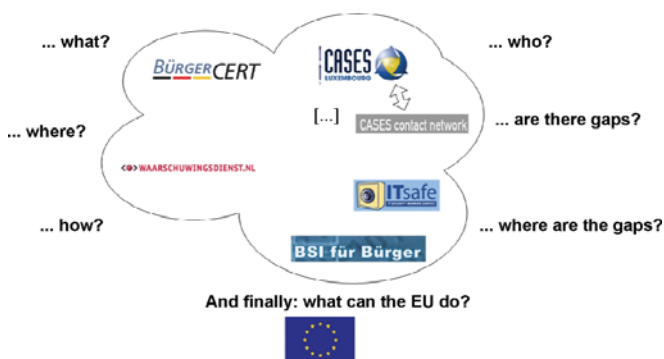 ... what?
... who?
BÜRGERCERT
CASES
LUXEMBOURG
[...]
CASES contact network
... where?
... are there gaps?
WAARSCHUWINGSDIENST.NL
ITsafe
... how?
... where are the gaps?
BSI für Bürger
And finally: what can the EU do?